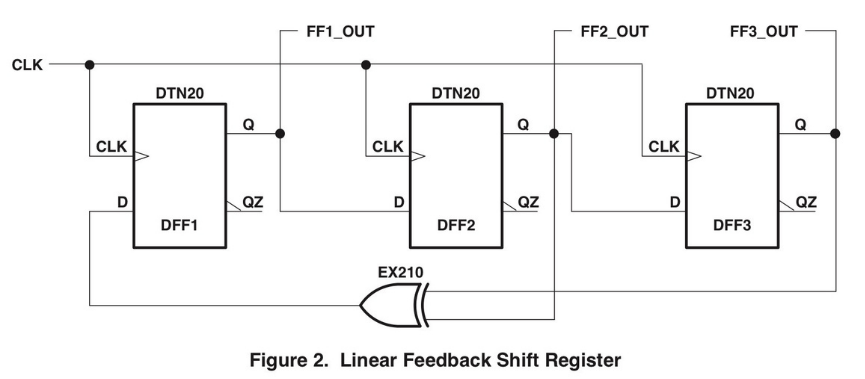 FF1_OUT FF2_OUT FF3_OUT
CLK
DTN20 DTN20 DTN20
Q Q Q
CLK CLK CLK
D QZ D QZ D QZ
DFF1 DFF2 DFF3
EX210
Figure 2. Linear Feedback Shift Register